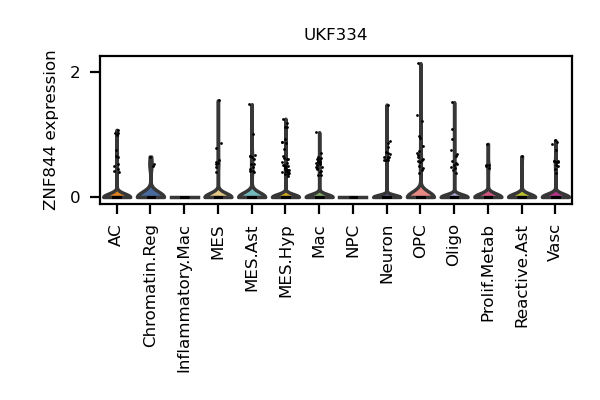 UKF334
ZNF844 expression
2
0
AC
Chromatin.Reg
Inflammatory.Mac
MES
MES.Ast
MES.Hyp
Mac
NPC
Neuron
OPC
Oligo
Prolif.Metab
Reactive.Ast
Vasc